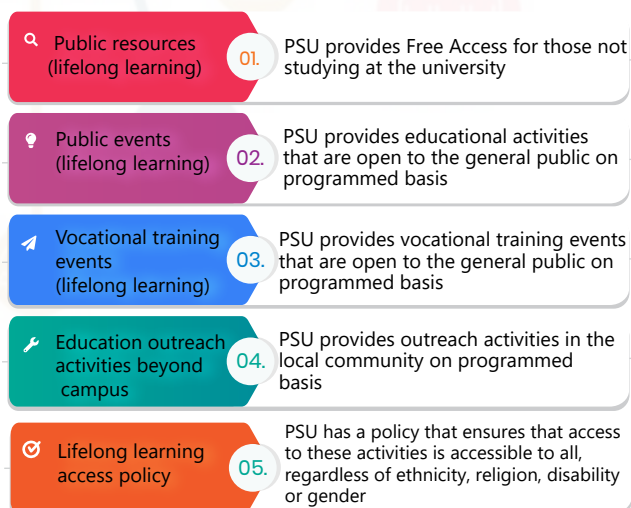 Public resources
(lifelong learning)
01.
PSU provides Free Access for those not
studying at the university
Public events
(lifelong learning)
02.
PSU provides educational activities
that are open to the general public on
programmed basis
Vocational training
events
(lifelong learning)
03.
PSU provides vocational training events
that are open to the general public on
programmed basis
Education outreach
activities beyond
campus
04.
PSU provides outreach activities in the
local community on programmed
basis
Lifelong learning
access policy
05.
PSU has a policy that ensures that access
to these activities is accessible to all,
regardless of ethnicity, religion, disability
or gender